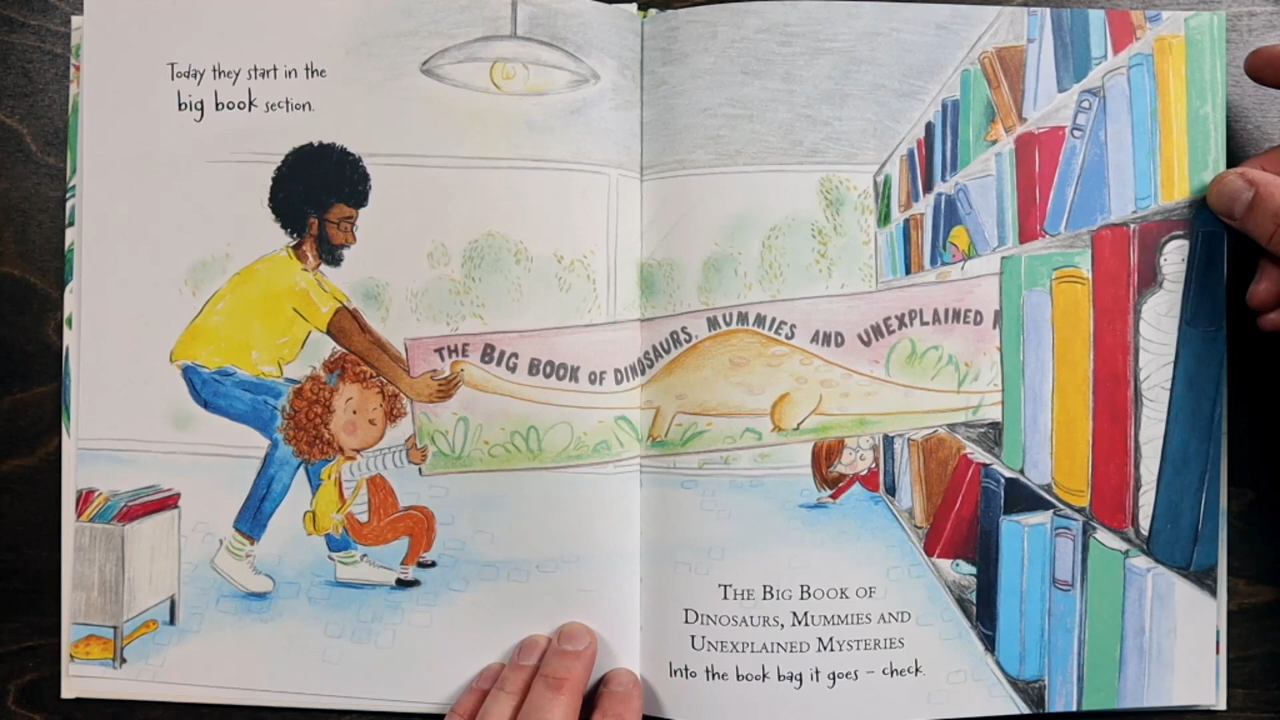 Today they start in the
big book section.
THE BIG BOOK OF DINOSAURS, MUMMIES AND UNEXPLAINED
THE BIG BOOK OF
DINOSAURS, MUMMIES AND
UNEXPLAINED MYSTERIES
Into the book bag it goes – check.